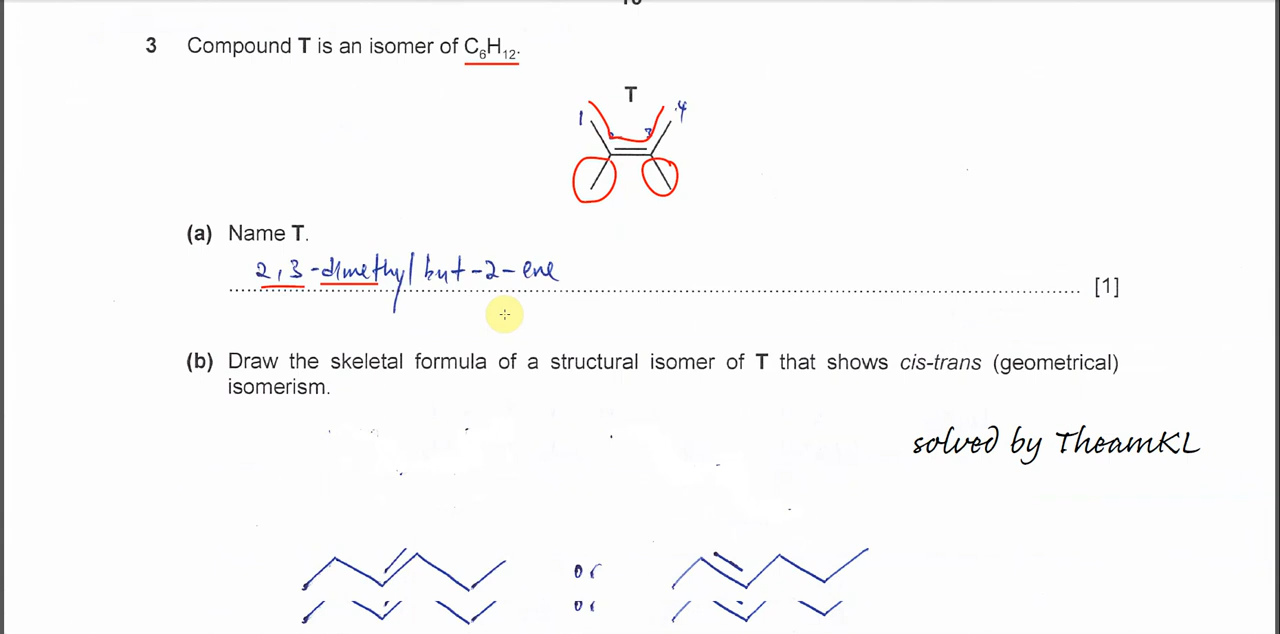 3 Compound T is an isomer of C₆H₁₂.
T
1 2 3 4
(a) Name T.
2,3-dimethylbut-2-ene
[1]
(b) Draw the skeletal formula of a structural isomer of T that shows cis-trans (geometrical)
isomerism.
solved by TheamKL
or